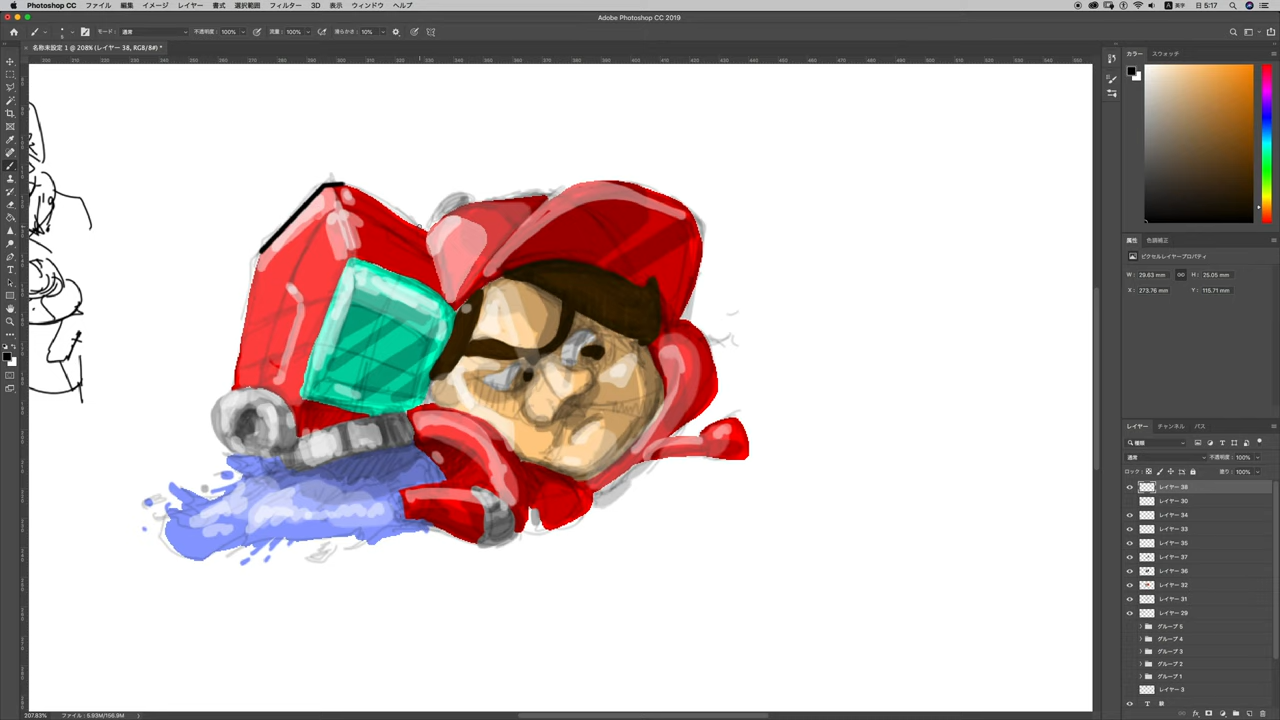 Photoshop CC ファイル 編集 イメージ レイヤー 書式 選択範囲 フィルター 3D 表示 ウィンドウ ヘルプ
英字 日 5:17
Adobe Photoshop CC 2019
モード: 通常 不透明度: 100% 流量: 100% 滑らかさ: 10%
名称未設定 1 @ 208% (レイヤー 38, RGB/8#) *
カラー スウォッチ
属性 色調補正
ピクセルレイヤープロパティ
W: 29.63 mm H: 25.05 mm
X: 273.76 mm Y: 115.71 mm
レイヤー チャンネル パス
種類
通常 不透明度: 100%
ロック: 塗り: 100%
レイヤー 38
レイヤー 30
レイヤー 34
レイヤー 33
レイヤー 35
レイヤー 37
レイヤー 36
レイヤー 32
レイヤー 31
レイヤー 29
グループ 5
グループ 4
グループ 3
グループ 2
グループ 1
レイヤー 3
T
207.83% ファイル : 5.93M/156.9M